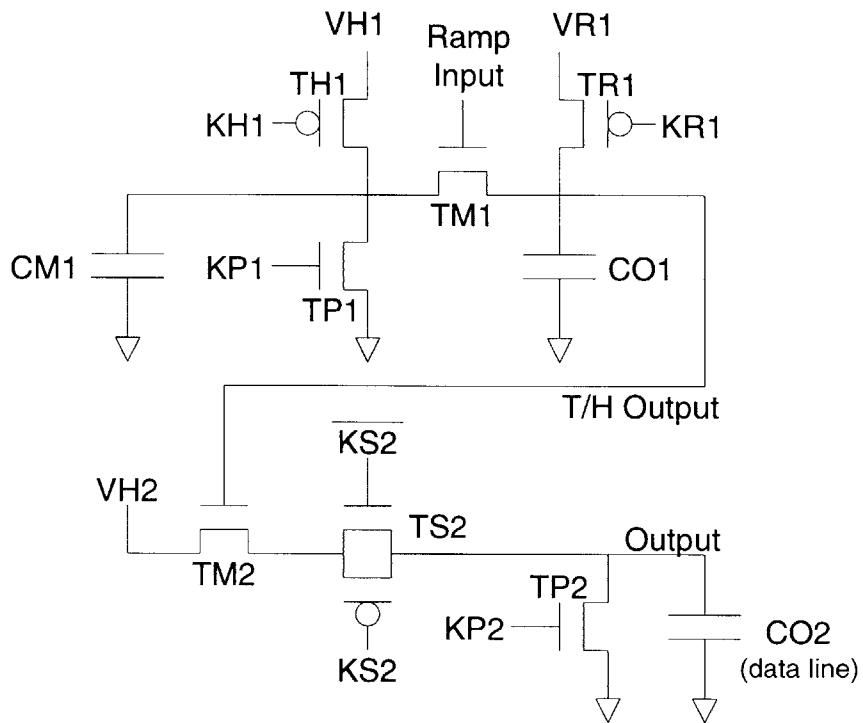 VH1
Ramp
Input
VR1
TH1
TR1
KH1
KR1
TM1
CM1
KP1
TP1
CO1
T/H Output
KS2
VH2
TS2
Output
TM2
TP2
KP2
CO2
(data line)
KS2